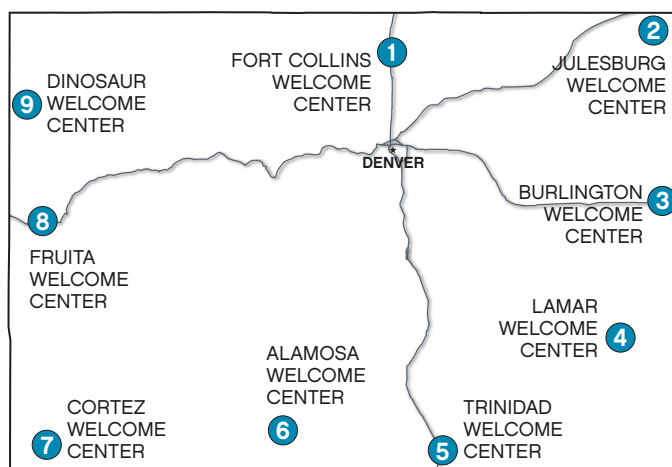 1
FORT COLLINS
WELCOME
CENTER
2
JULESBURG
WELCOME
CENTER
9
DINOSAUR
WELCOME
CENTER
DENVER
3
BURLINGTON
WELCOME
CENTER
8
FRUITA
WELCOME
CENTER
4
LAMAR
WELCOME
CENTER
6
ALAMOSA
WELCOME
CENTER
7
CORTEZ
WELCOME
CENTER
5
TRINIDAD
WELCOME
CENTER